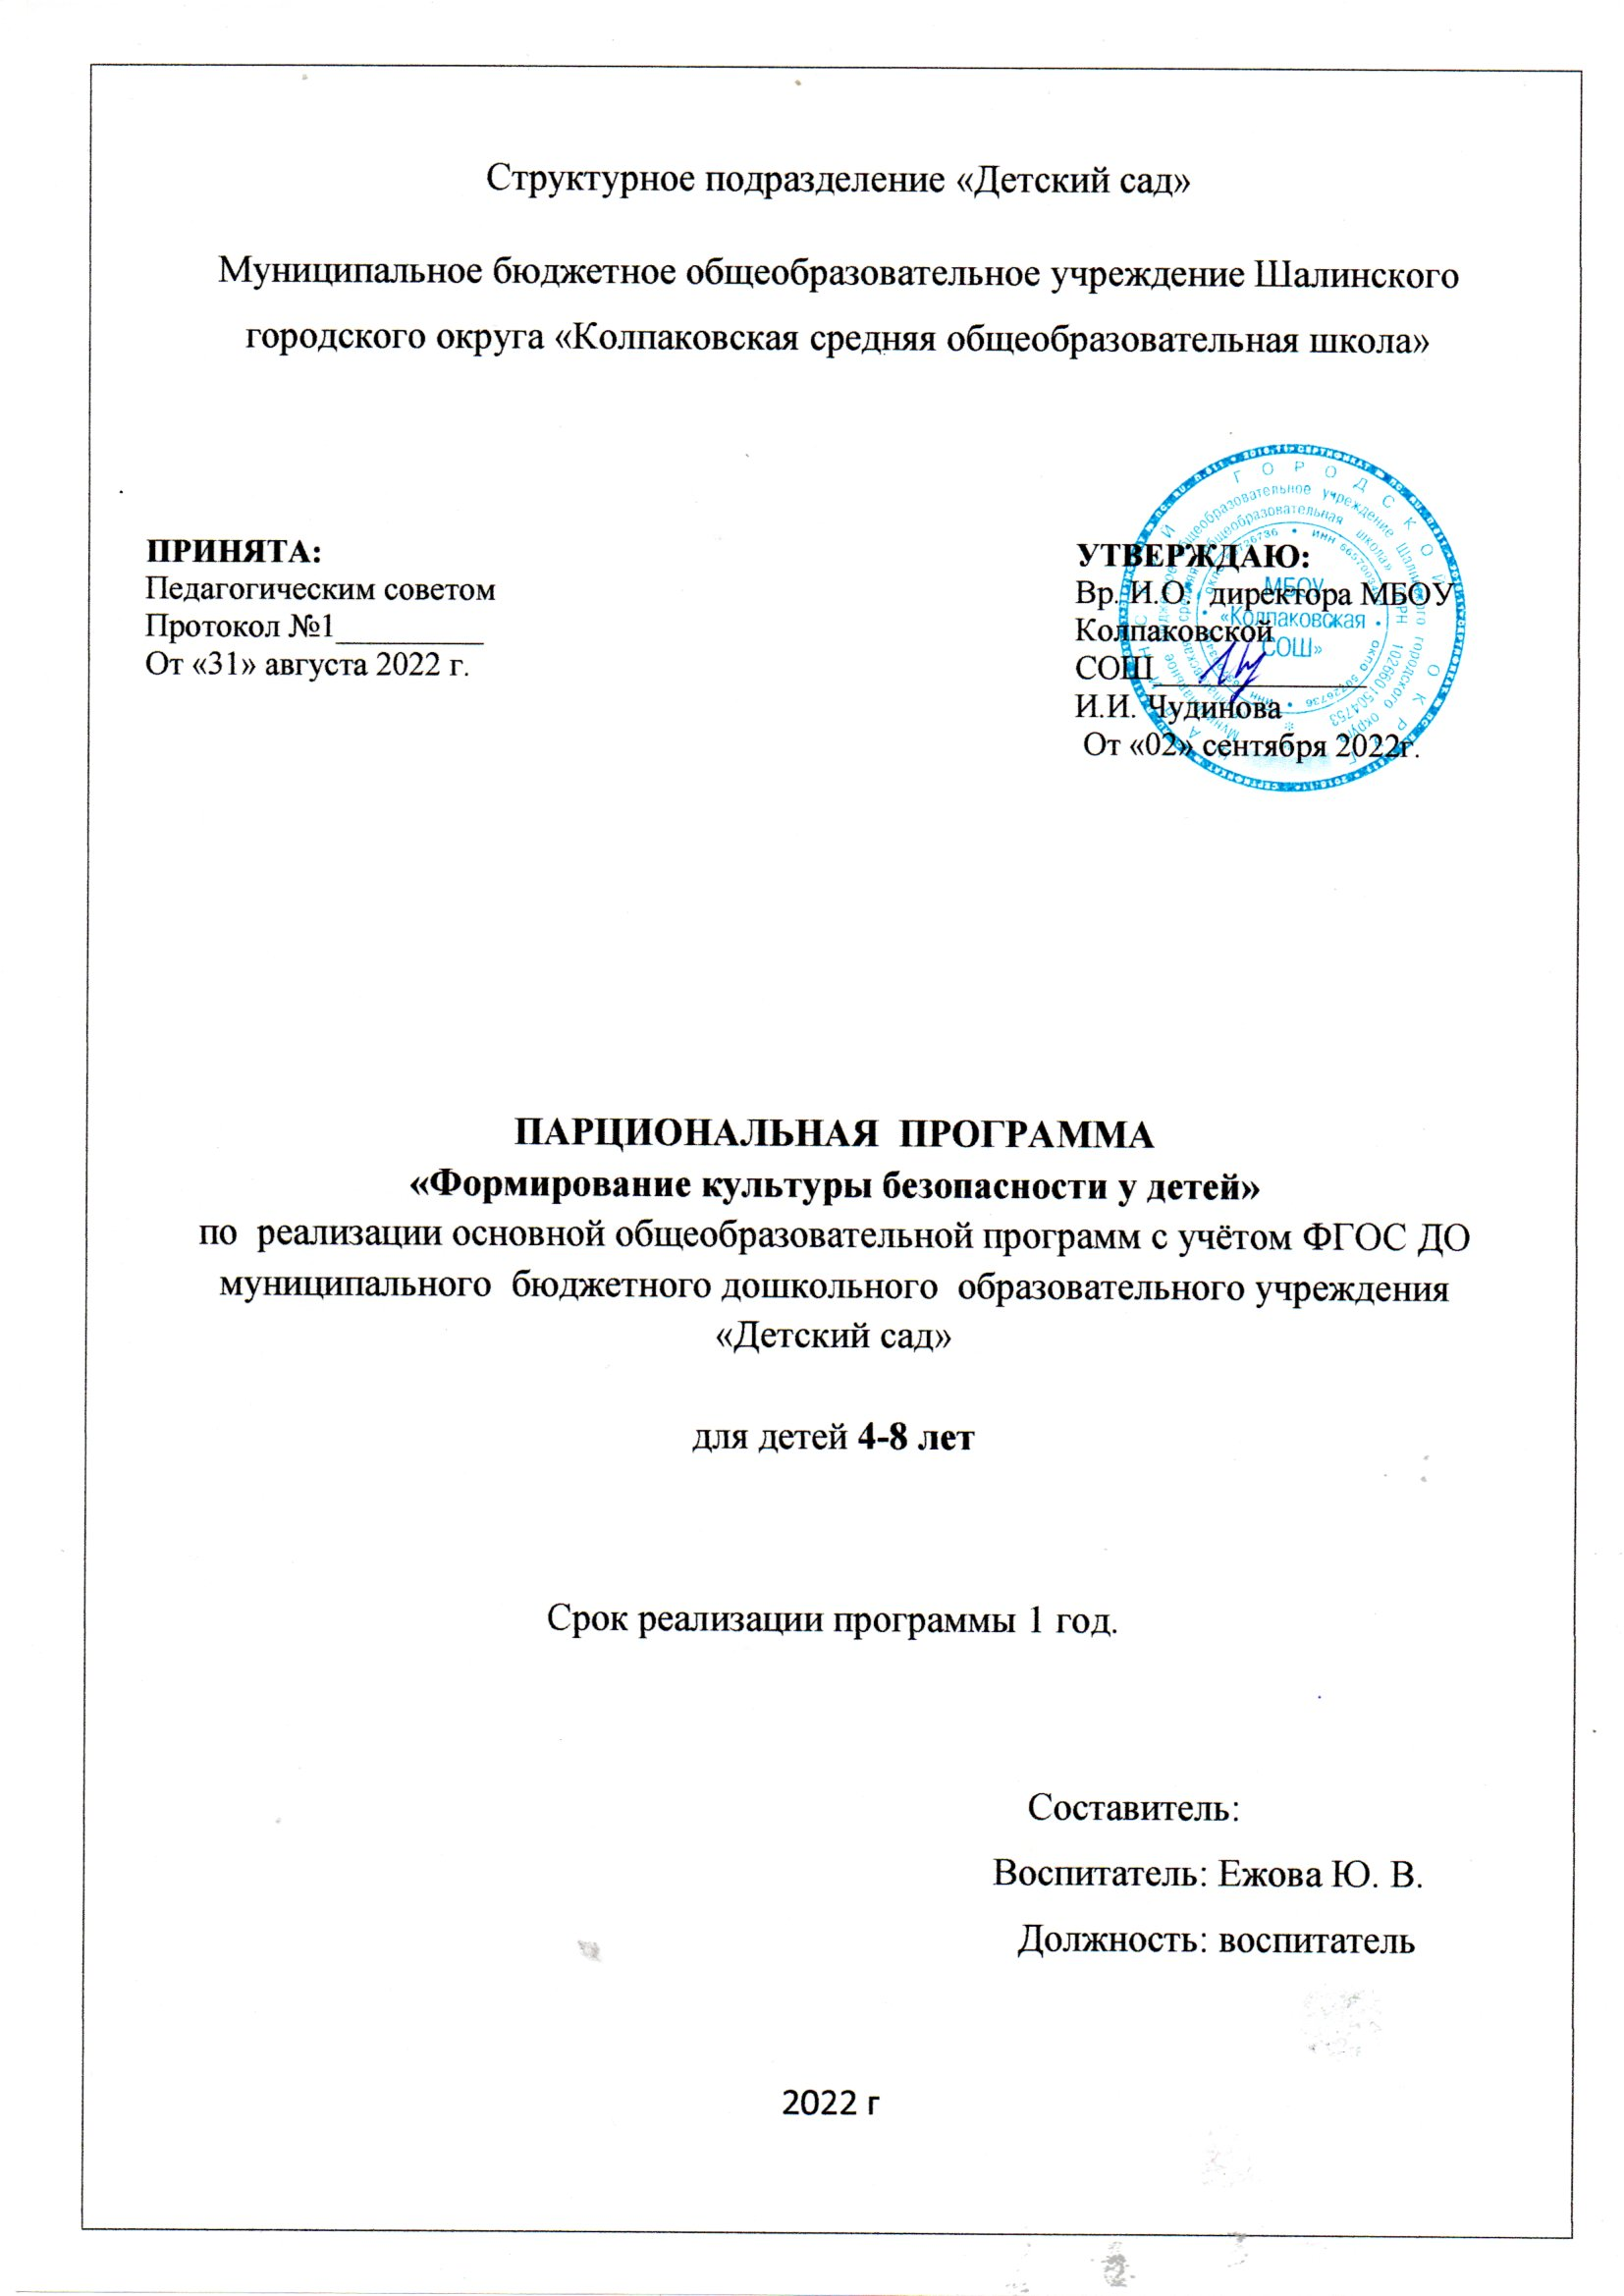 Структурное подразделение «Детский сад»
Муниципальное бюджетное общеобразовательное учреждение Шалинского
городского округа «Колпаковская средняя общеобразовательная школа»
ПРИНЯТА:
Педагогическим советом
Протокол №1_________
От «31» августа 2022 г.
УТВЕРЖДАЮ:
Вр. И.О. директора МБОУ
Колпаковской
СОШ_____________
И.И. Чудинова
От «02» сентября 2022г.
МБОУ
«Колпаковская
СОШ»
ПАРЦИОНАЛЬНАЯ ПРОГРАММА
«Формирование культуры безопасности у детей»
по реализации основной общеобразовательной программ с учётом ФГОС ДО
муниципального бюджетного дошкольного образовательного учреждения
«Детский сад»
для детей 4-8 лет
Срок реализации программы 1 год.
Составитель:
Воспитатель: Ежова Ю. В.
Должность: воспитатель
2022 г